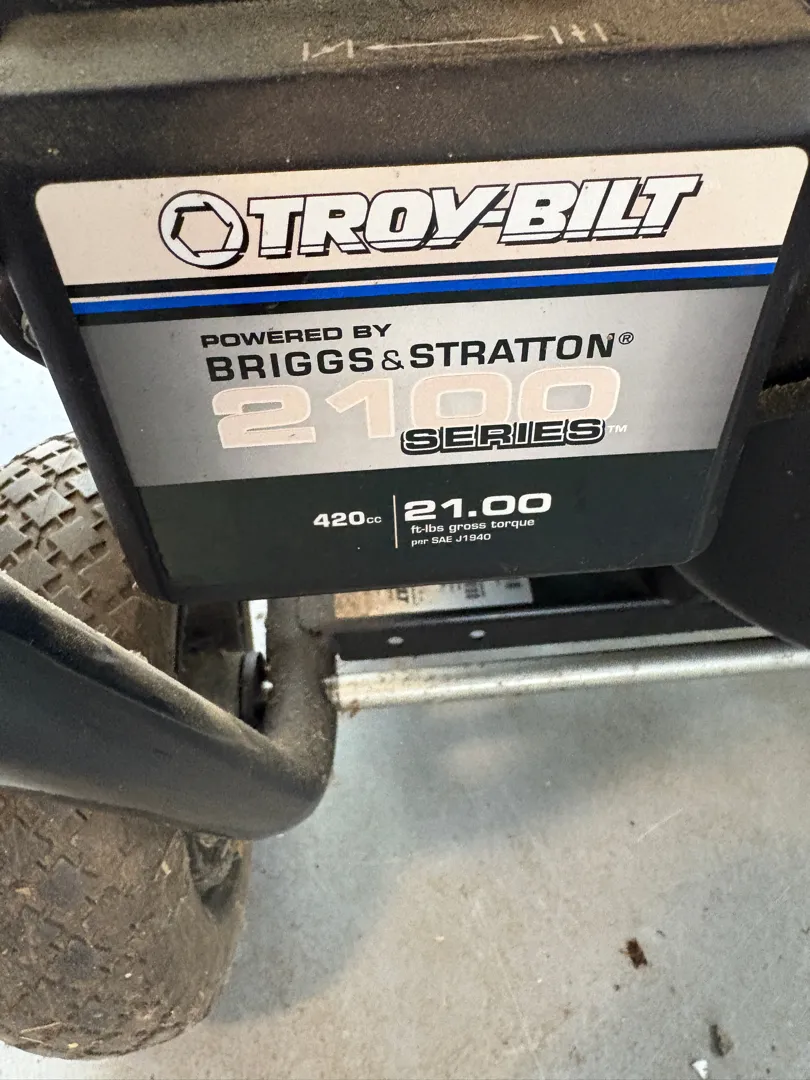 TROY-BILT
POWERED BY
BRIGGS & STRATTON®
2100
SERIES™
420cc | 21.00
ft-lbs gross torque
per SAE J1940